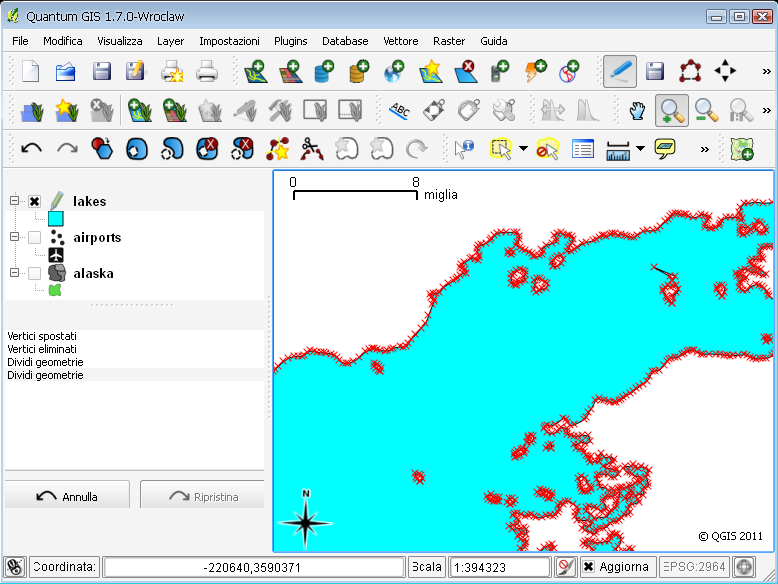 Quantum GIS 1.7.0-Wroclaw
File Modifica Visualizza Layer Impostazioni Plugins Database Vettore Raster Guida
»
ABC
»
»
lakes
airports
alaska
0 8
miglia
Vertici spostati
Vertici eliminati
Dividi geometrie
Dividi geometrie
Annulla Ripristina
N
© QGIS 2011
Coordinata: -220640,3590371 Scala 1:394323 Aggiorna EPSG:2964